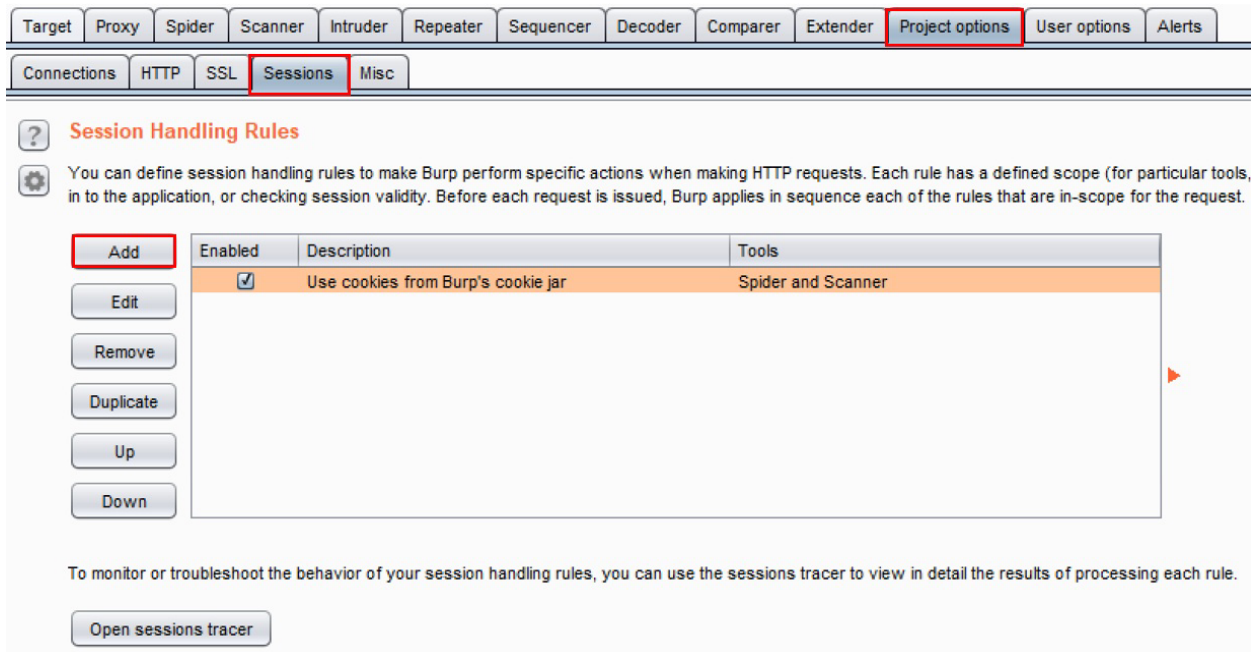 Target Proxy Spider Scanner Intruder Repeater Sequencer Decoder Comparer Extender Project options User options Alerts
Connections HTTP SSL Sessions Misc
? Session Handling Rules
You can define session handling rules to make Burp perform specific actions when making HTTP requests. Each rule has a defined scope (for particular tools,
in to the application, or checking session validity. Before each request is issued, Burp applies in sequence each of the rules that are in-scope for the request.
Add Enabled Description Tools
Use cookies from Burp's cookie jar Spider and Scanner
Edit
Remove
Duplicate
Up
Down
To monitor or troubleshoot the behavior of your session handling rules, you can use the sessions tracer to view in detail the results of processing each rule.
Open sessions tracer